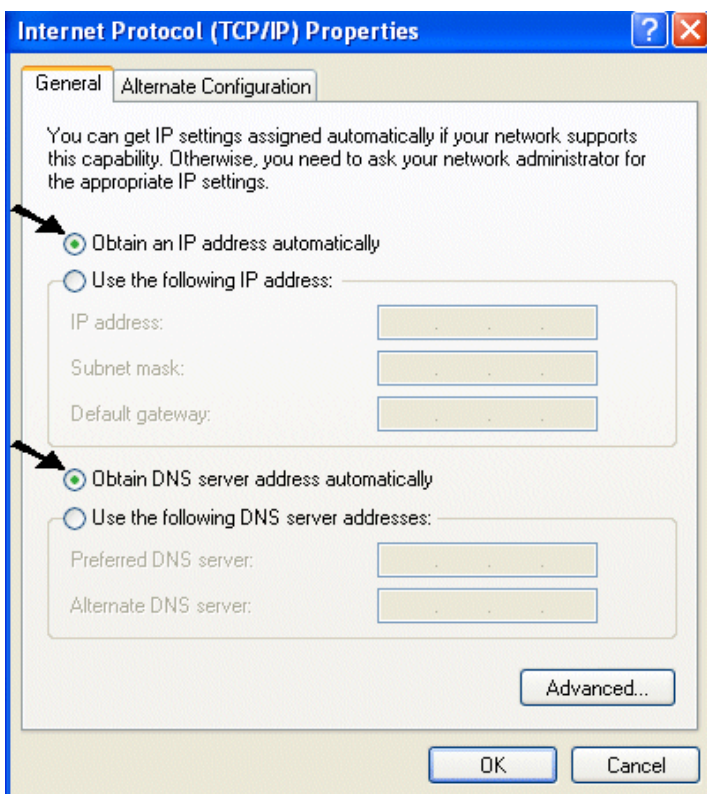 Internet Protocol (TCP/IP) Properties
General
Alternate Configuration
You can get IP settings assigned automatically if your network supports
this capability. Otherwise, you need to ask your network administrator for
the appropriate IP settings.
Obtain an IP address automatically
Use the following IP address:
IP address:
Subnet mask:
Default gateway:
Obtain DNS server address automatically
Use the following DNS server addresses:
Preferred DNS server:
Alternate DNS server:
Advanced...
OK
Cancel